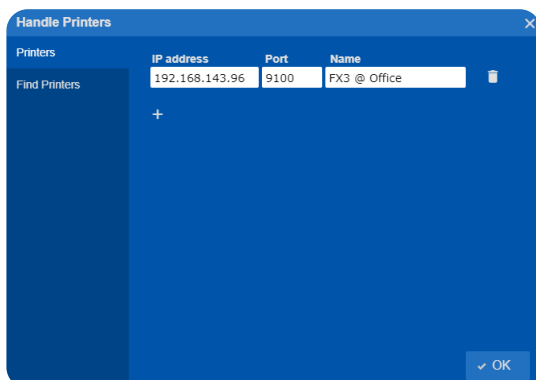 Handle Printers
Printers
Find Printers
IP address Port Name
192.168.143.96 9100 FX3 @ Office
+
OK